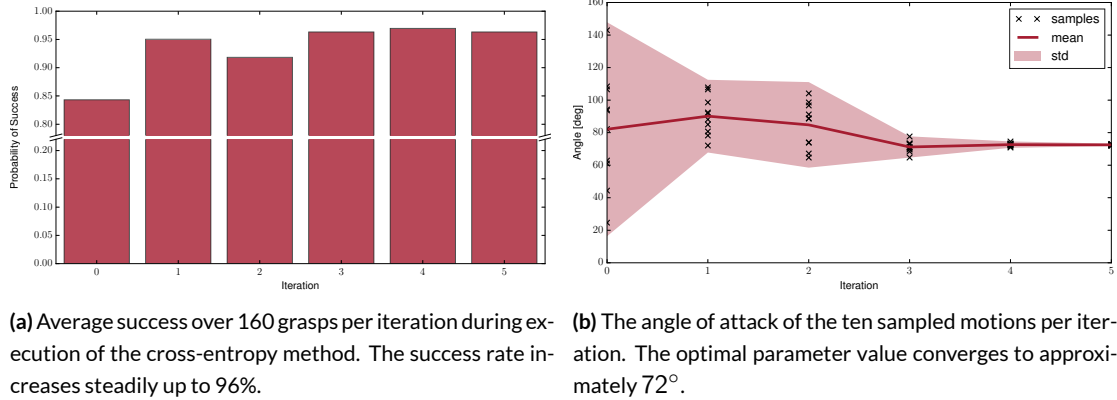 1.00
0.95
0.90
0.85
0.80
0.20
0.15
0.10
0.05
0.00
Probability of Success
0
1
2
3
4
5
Iteration
160
140
120
100
80
60
40
20
0
Angle [deg]
0
1
2
3
4
5
Iteration
samples
mean
std
(a) Average success over 160 grasps per iteration during ex-
ecution of the cross-entropy method. The success rate in-
creases steadily up to 96%.
(b) The angle of attack of the ten sampled motions per iter-
ation. The optimal parameter value converges to approxi-
mately 72°.